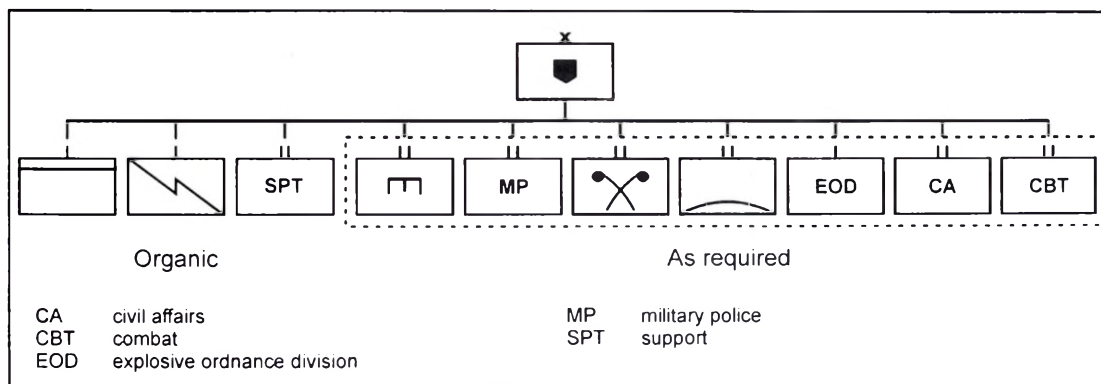 x
SPT MP EOD CA CBT
Organic As required
CA civil affairs MP military police
CBT combat SPT support
EOD explosive ordnance division